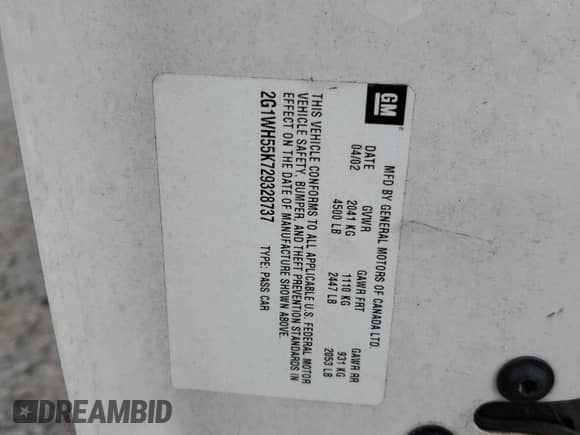 GM
MFD BY GENERAL MOTORS OF CANADA LTD.
DATE GVWR GAWR FRT GAWR RR
04/02 2041 KG 1110 KG 931 KG
4500 LB 2447 LB 2053 LB
THIS VEHICLE CONFORMS TO ALL APPLICABLE U.S. FEDERAL MOTOR
VEHICLE SAFETY, BUMPER, AND THEFT PREVENTION STANDARDS IN
EFFECT ON THE DATE OF MANUFACTURE SHOWN ABOVE.
2G1WH55K729328737 TYPE: PASS CAR
DREAMBID